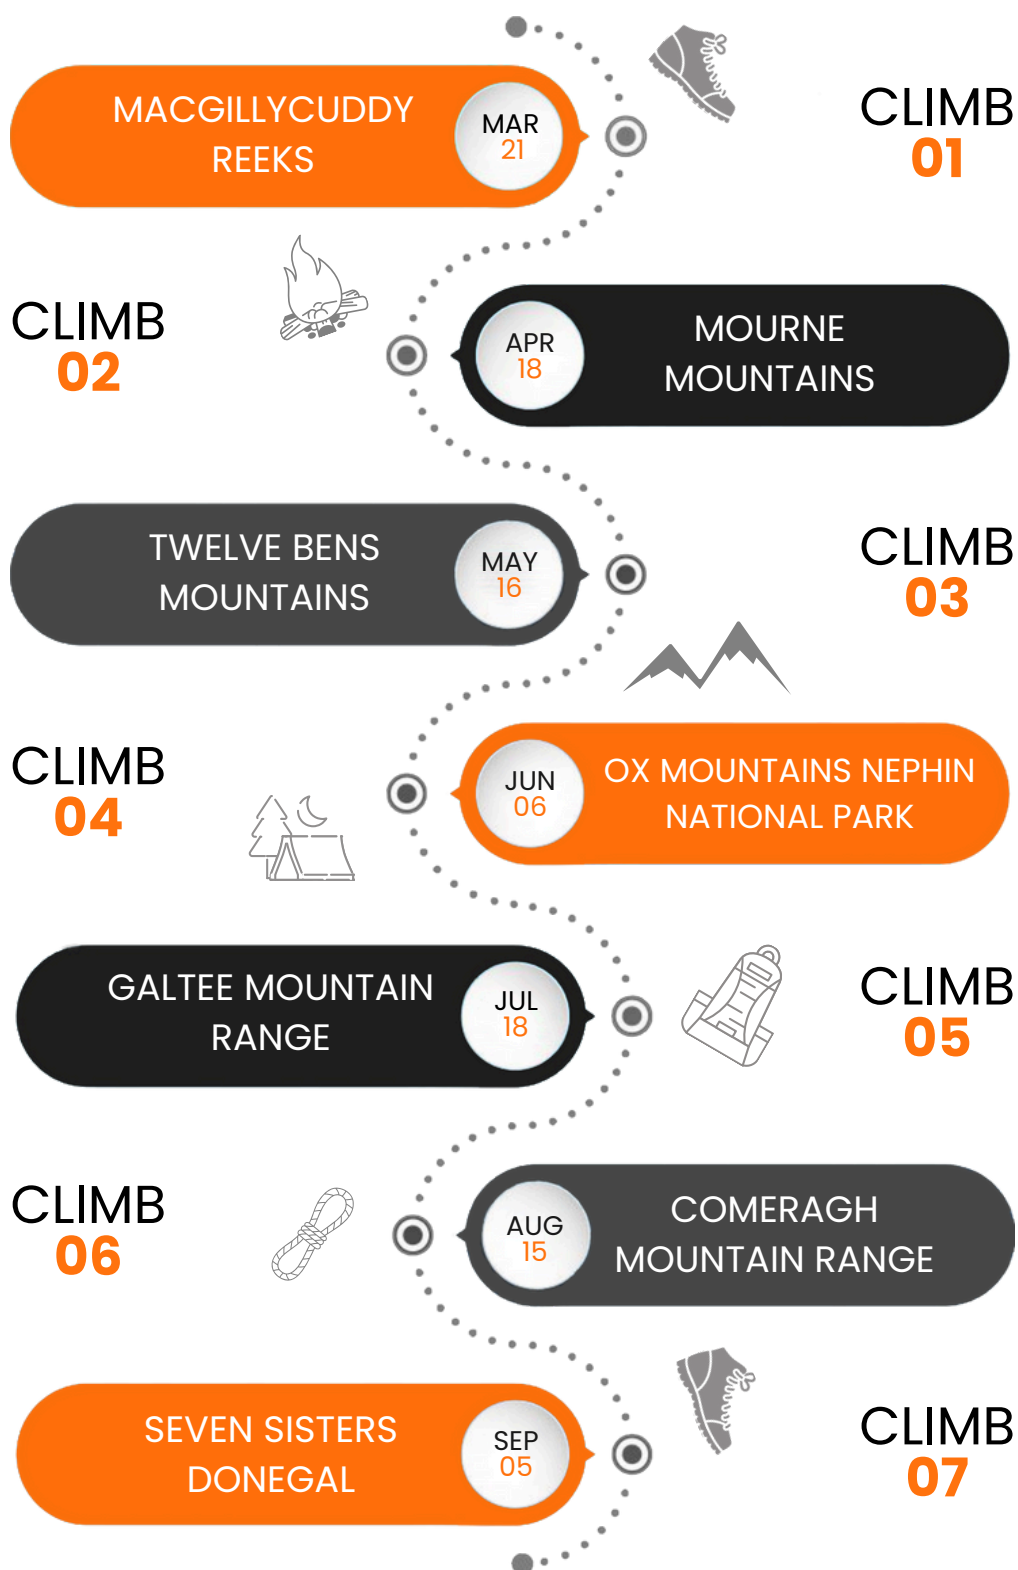 MACGILLYCUDDY
REEKS
MAR
21
CLIMB
01
CLIMB
02
APR
18
MOURNE
MOUNTAINS
TWELVE BENS
MOUNTAINS
MAY
16
CLIMB
03
CLIMB
04
JUN
06
OX MOUNTAINS NEPHIN
NATIONAL PARK
GALTEE MOUNTAIN
RANGE
JUL
18
CLIMB
05
CLIMB
06
AUG
15
COMERAGH
MOUNTAIN RANGE
SEVEN SISTERS
DONEGAL
SEP
05
CLIMB
07